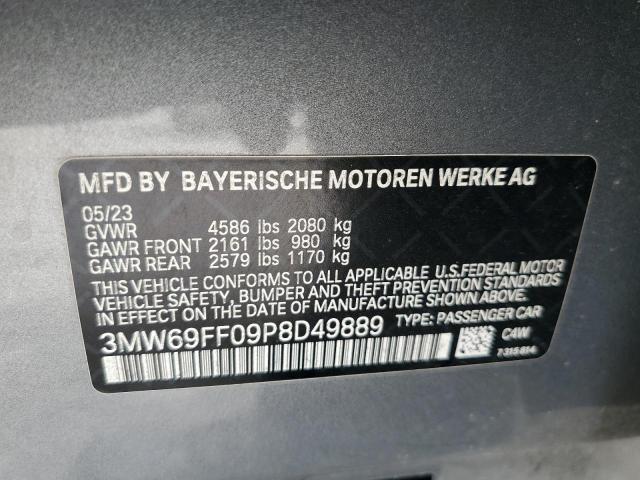 MFD BY BAYERISCHE MOTOREN WERKE AG
05/23
GVWR 4586 lbs 2080 kg
GAWR FRONT 2161 lbs 980 kg
GAWR REAR 2579 lbs 1170 kg
THIS VEHICLE CONFORMS TO ALL APPLICABLE U.S.FEDERAL MOTOR
VEHICLE SAFETY, BUMPER AND THEFT PREVENTION STANDARDS
IN EFFECT ON THE DATE OF MANUFACTURE SHOWN ABOVE.
3MW69FF09P8D49889 TYPE: PASSENGER CAR
C4W
7315814